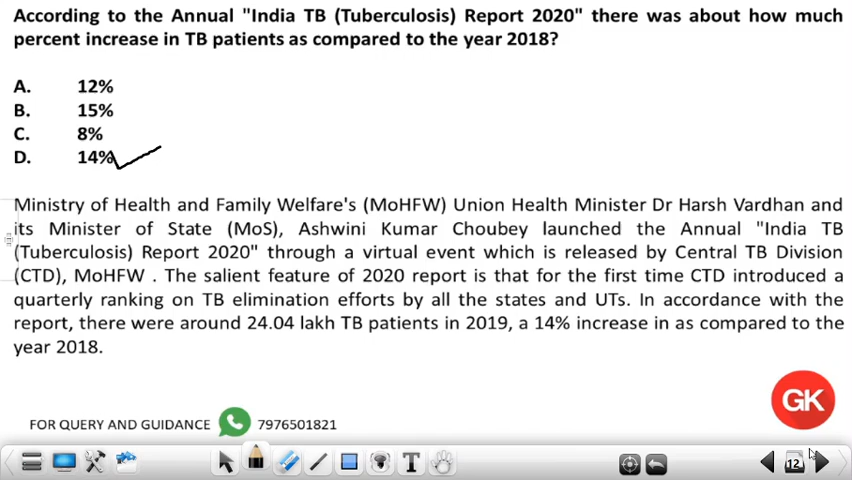 According to the Annual "India TB (Tuberculosis) Report 2020" there was about how much
percent increase in TB patients as compared to the year 2018?
A. 12%
B. 15%
C. 8%
D. 14%
Ministry of Health and Family Welfare's (MoHFW) Union Health Minister Dr Harsh Vardhan and
its Minister of State (MoS), Ashwini Kumar Choubey launched the Annual "India TB
(Tuberculosis) Report 2020" through a virtual event which is released by Central TB Division
(CTD), MoHFW . The salient feature of 2020 report is that for the first time CTD introduced a
quarterly ranking on TB elimination efforts by all the states and UTs. In accordance with the
report, there were around 24.04 lakh TB patients in 2019, a 14% increase in as compared to the
year 2018.
GK
FOR QUERY AND GUIDANCE 7976501821
T
12